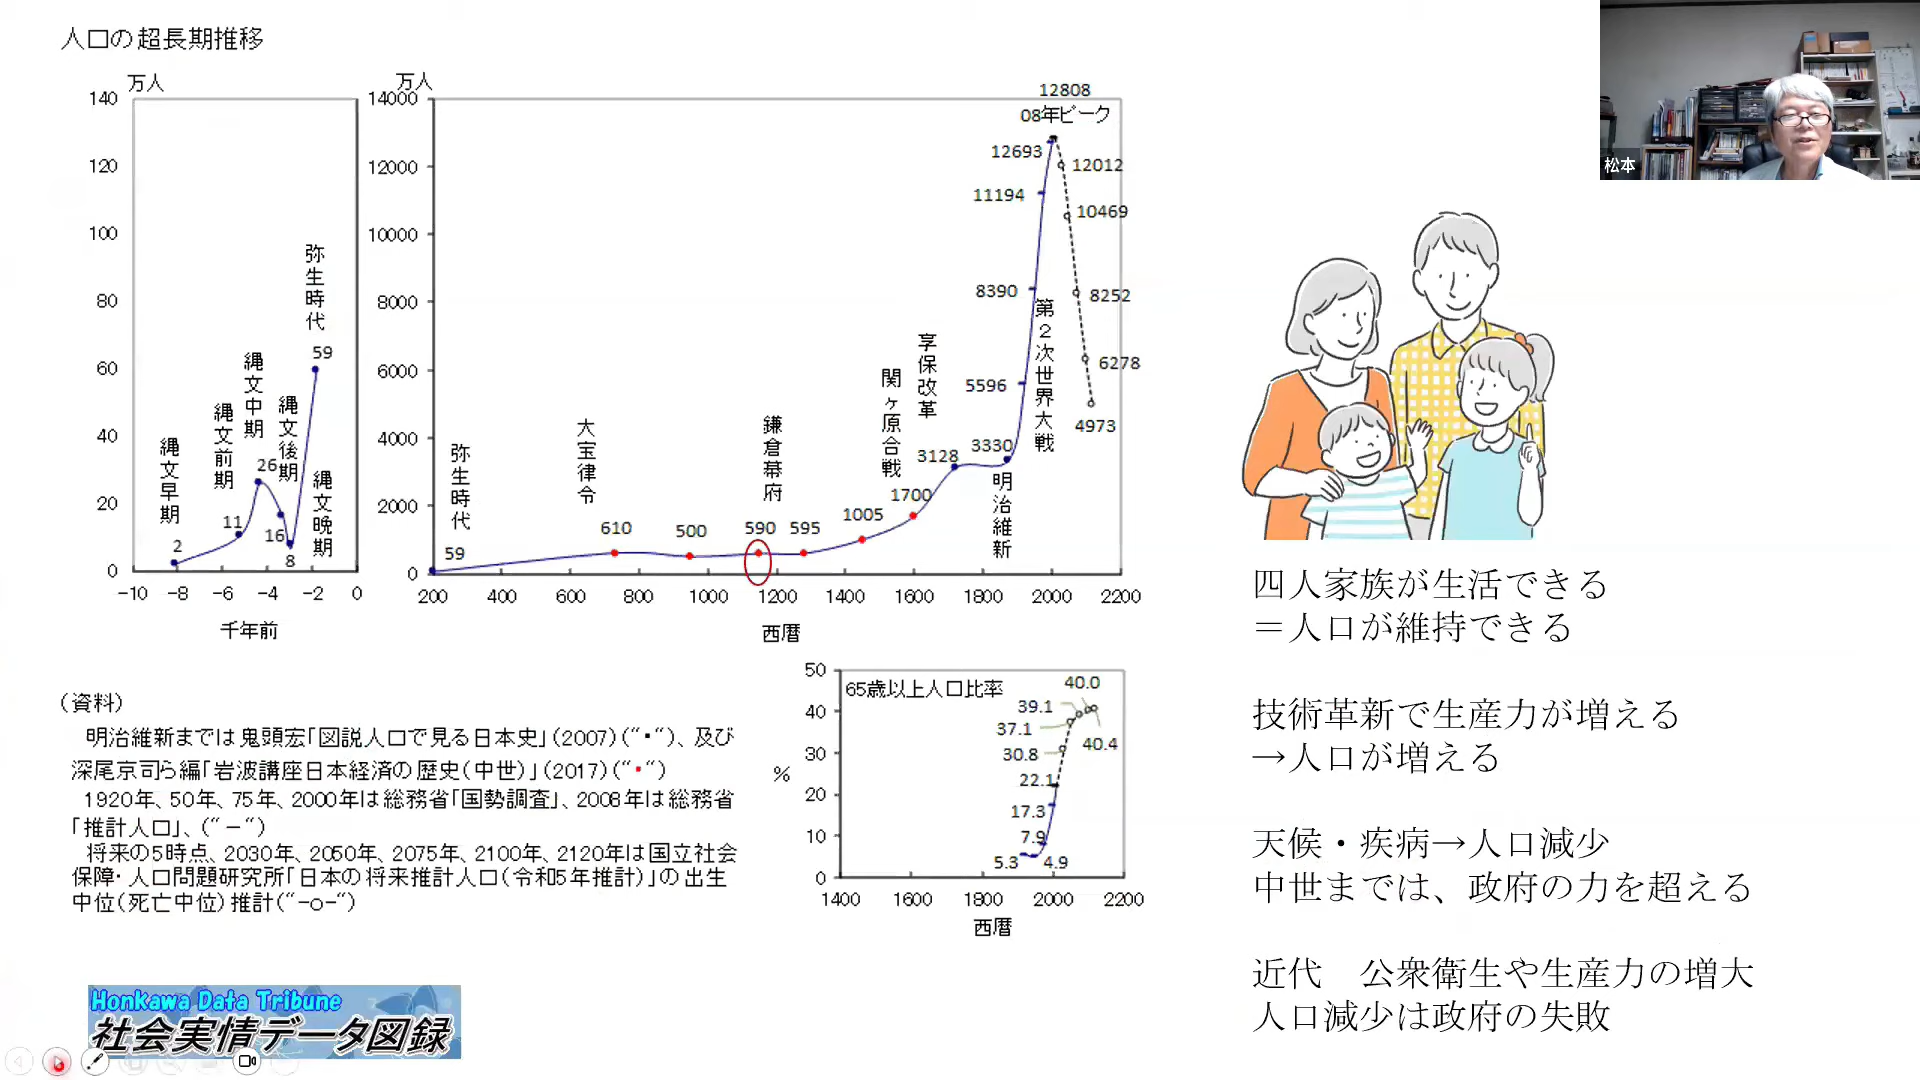 人口の超長期推移
万人
140
120
100
80
60
40
20
0
縄文早期
縄文前期
縄文中期
縄文後期
縄文晩期
弥生時代
2
11
26
16
8
59
-10 -8 -6 -4 -2 0
千年前
万人
14000
12000
10000
8000
6000
4000
2000
0
弥生時代
大宝律令
鎌倉幕府
関ヶ原合戦
享保改革
明治維新
第2次世界大戦
59
610
500
590
595
1005
1700
3128
3330
5596
8390
11194
12693
12808
08年ピーク
12012
10469
8252
6278
4973
200 400 600 800 1000 1200 1400 1600 1800 2000 2200
西暦
65歳以上人口比率
%
50
40
30
20
10
0
5.3
4.9
7.9
17.3
22.1
30.8
37.1
39.1
40.0
40.4
1400 1600 1800 2000 2200
西暦
（資料）
明治維新までは鬼頭宏「図説人口で見る日本史」（2007）（"・"）、及び
深尾京司ら編「岩波講座日本経済の歴史（中世）」（2017）（"・"）
1920年、50年、75年、2000年は総務省「国勢調査」、2008年は総務省
「推計人口」、（"－"）
将来の5時点、2030年、2050年、2075年、2100年、2120年は国立社会
保障・人口問題研究所「日本の将来推計人口（令和5年推計）」の出生
中位（死亡中位）推計（"-o-"）
Honkawa Data Tribune
社会実情データ図録
松本
四人家族が生活できる
＝人口が維持できる
技術革新で生産力が増える
→人口が増える
天候・疾病→人口減少
中世までは、政府の力を超える
近代　公衆衛生や生産力の増大
人口減少は政府の失敗